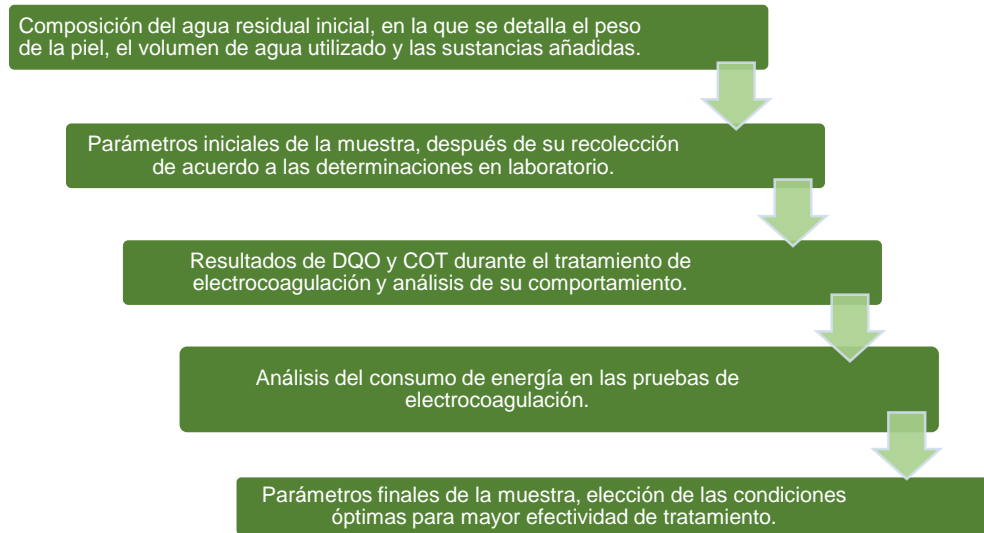 Composición del agua residual inicial, en la que se detalla el peso
de la piel, el volumen de agua utilizado y las sustancias añadidas.
Parámetros iniciales de la muestra, después de su recolección
de acuerdo a las determinaciones en laboratorio.
Resultados de DQO y COT durante el tratamiento de
electrocoagulación y análisis de su comportamiento.
Análisis del consumo de energía en las pruebas de
electrocoagulación.
Parámetros finales de la muestra, elección de las condiciones
óptimas para mayor efectividad de tratamiento.